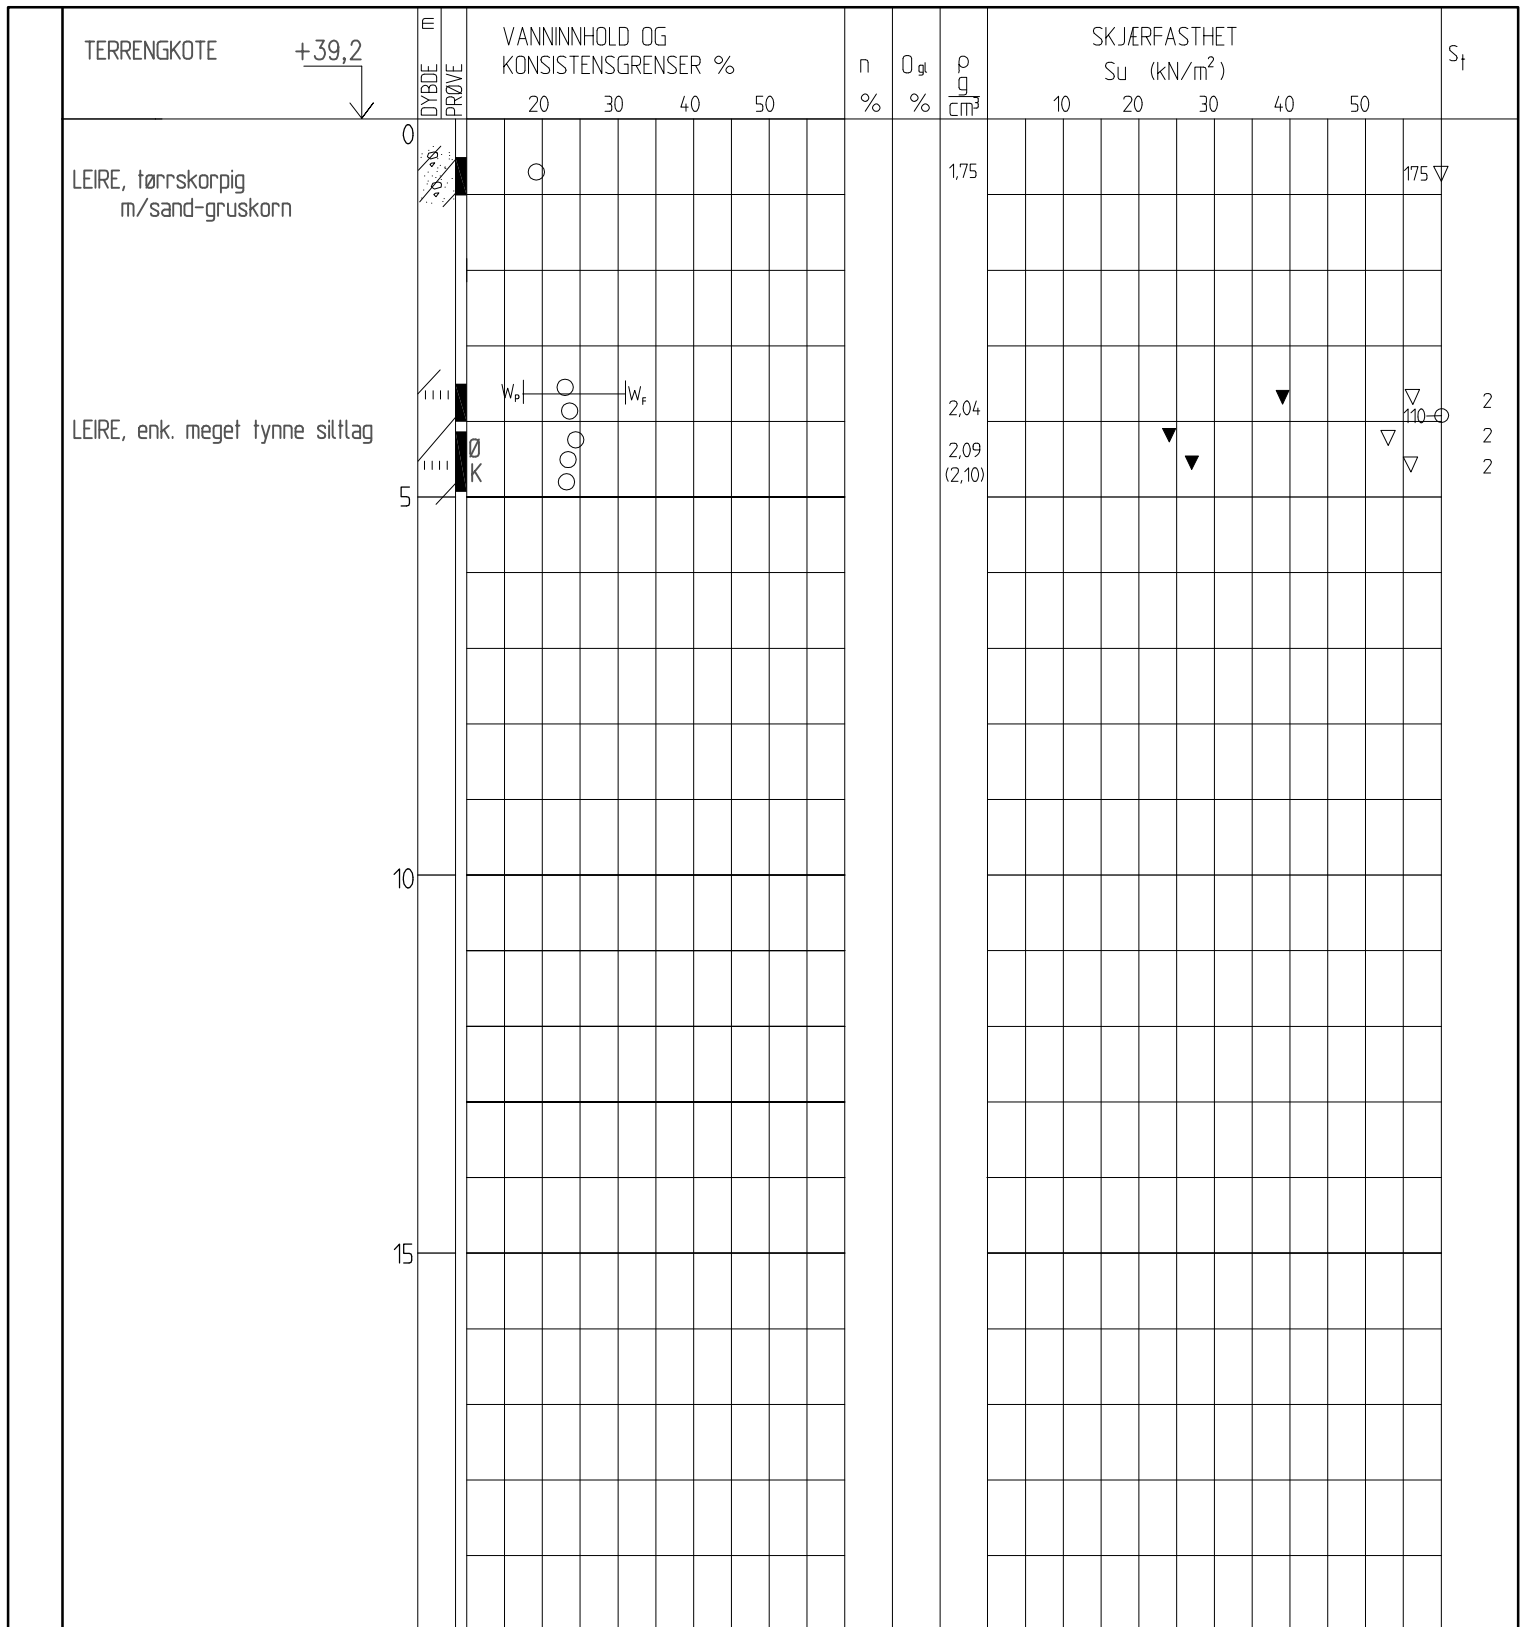 TERRENGKOTE +39,2
m
DYBDE
PRØVE
VANNINNHOLD OG
KONSISTENSGRENSER %
20 30 40 50
n
%
O gl
%
ρ
g
cm³
SKJÆRFASTHET
Su (kN/m²)
10 20 30 40 50
St
0
LEIRE, tørrskorpig
m/sand-gruskorn
1,75
175
WP
WF
2,04
2
110
LEIRE, enk. meget tynne siltlag
Ø
K
2,09
(2,10)
2
2
5
10
15